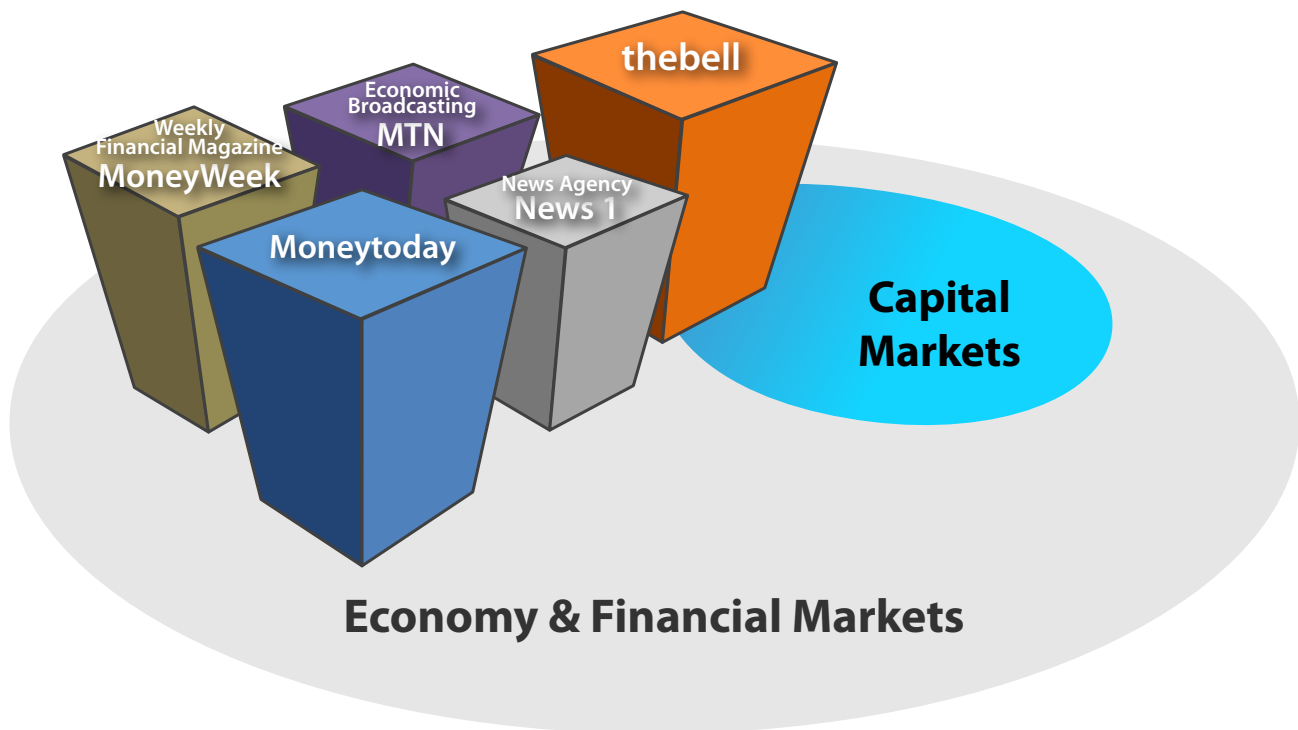 thebell
Economic
Broadcasting
MTN
Weekly
Financial Magazine
MoneyWeek
News Agency
News 1
Moneytoday
Capital
Markets
Economy & Financial Markets